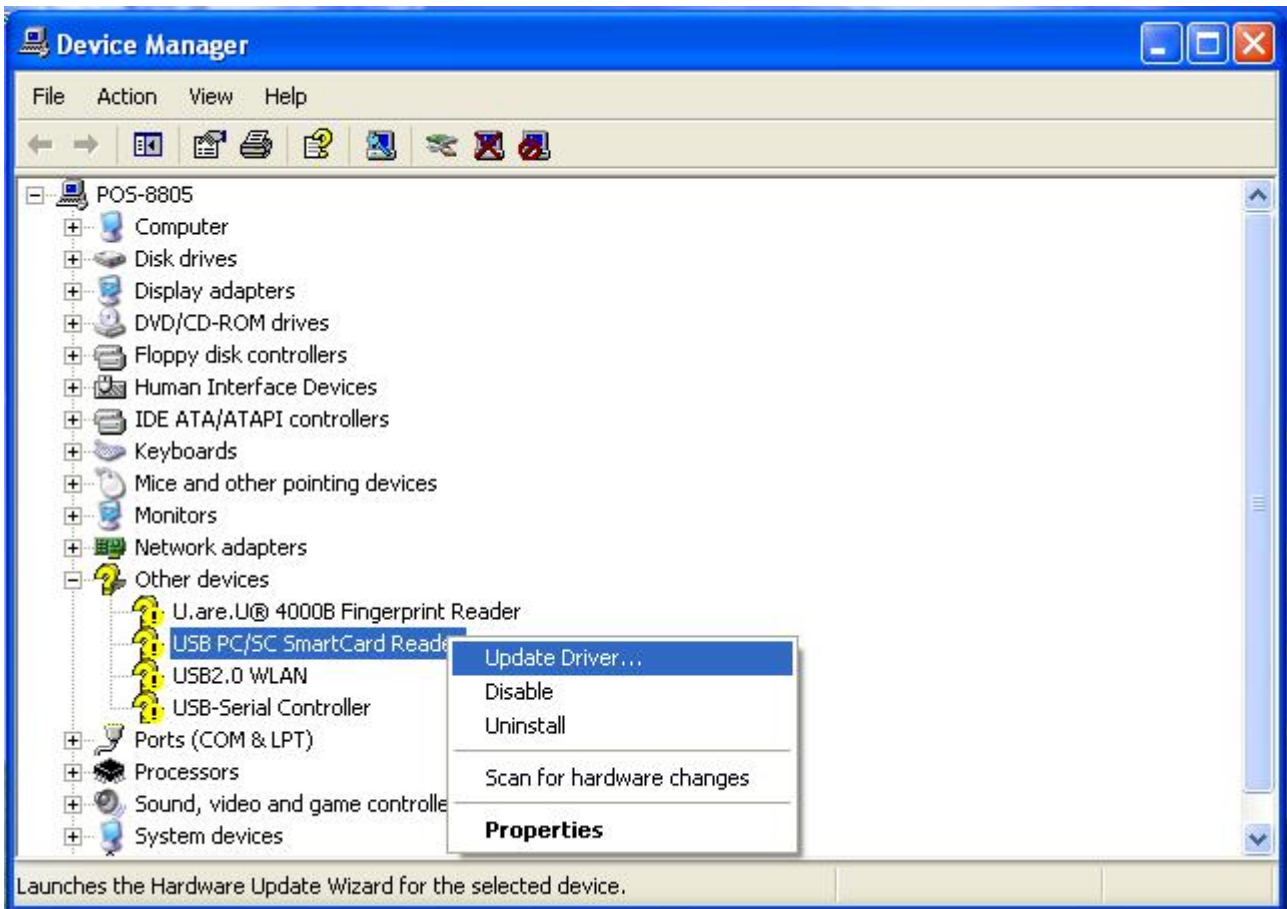 Device Manager
File Action View Help
POS-8805
Computer
Disk drives
Display adapters
DVD/CD-ROM drives
Floppy disk controllers
Human Interface Devices
IDE ATA/ATAPI controllers
Keyboards
Mice and other pointing devices
Monitors
Network adapters
Other devices
U.are.U® 4000B Fingerprint Reader
USB PC/SC SmartCard Reade
Update Driver...
USB2.0 WLAN
Disable
USB-Serial Controller
Uninstall
Ports (COM & LPT)
Processors
Scan for hardware changes
Sound, video and game controlle
System devices
Properties
Launches the Hardware Update Wizard for the selected device.